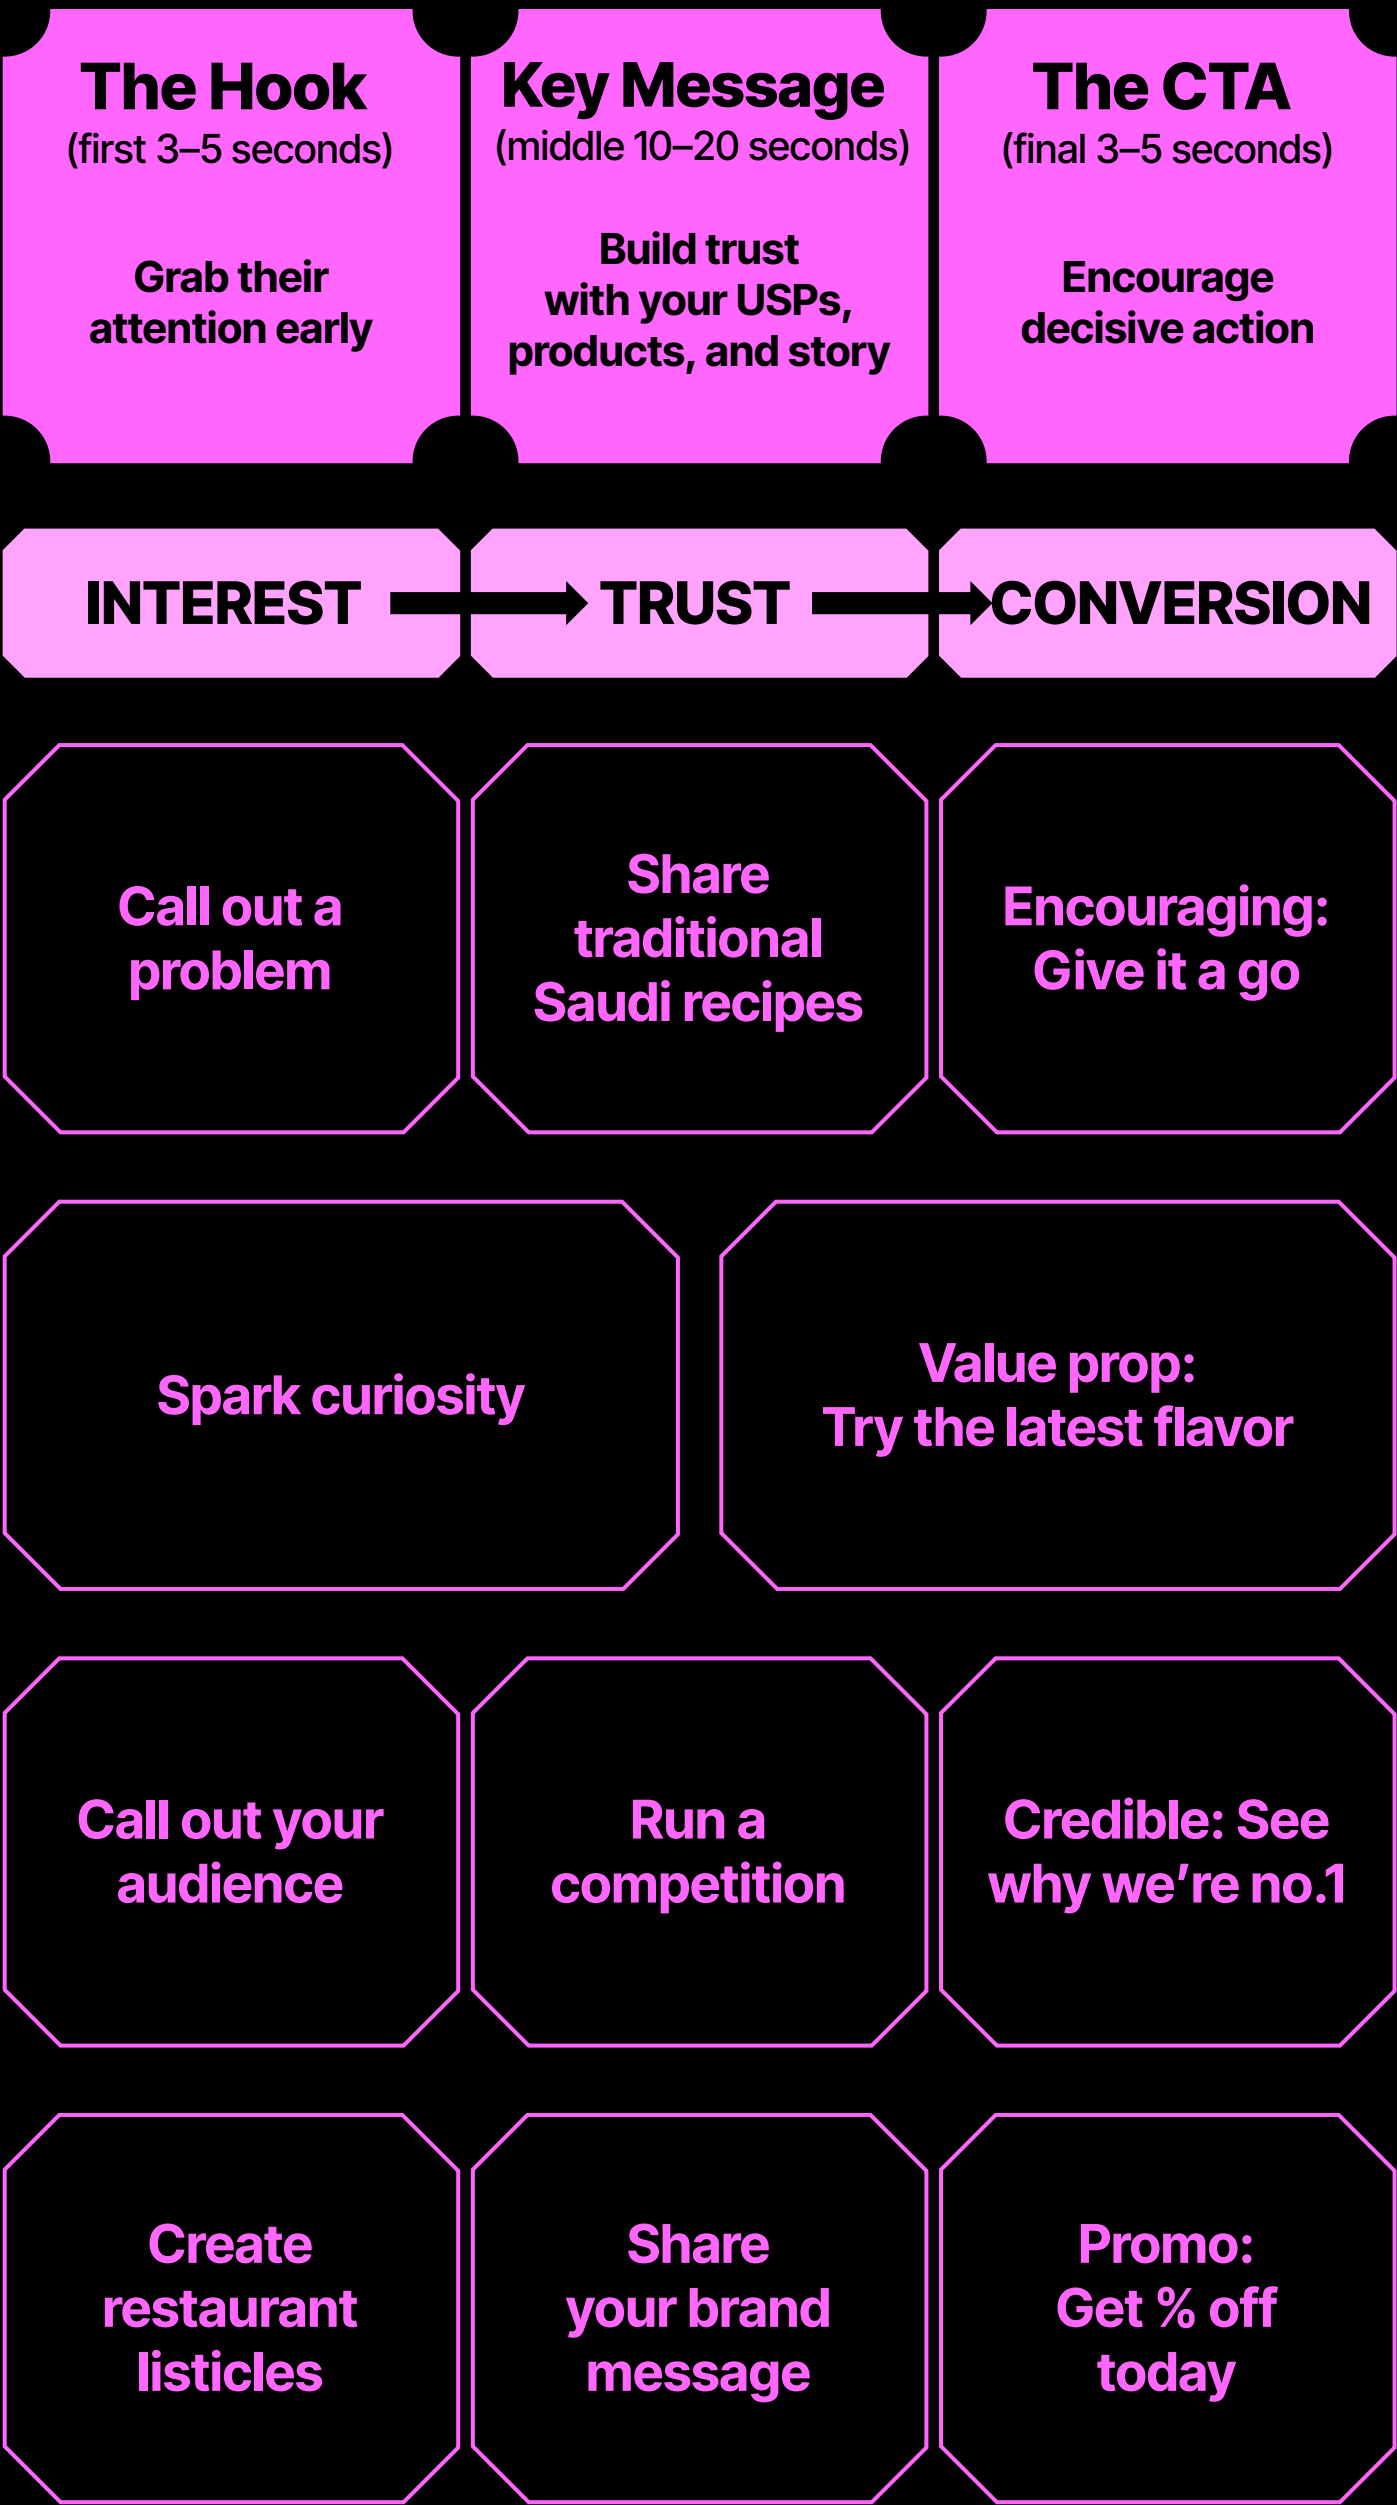 The Hook
(first 3–5 seconds)
Grab their
attention early
Key Message
(middle 10–20 seconds)
Build trust
with your USPs,
products, and story
The CTA
(final 3–5 seconds)
Encourage
decisive action
INTEREST
TRUST
CONVERSION
Call out a
problem
Share
traditional
Saudi recipes
Encouraging:
Give it a go
Spark curiosity
Value prop:
Try the latest flavor
Call out your
audience
Run a
competition
Credible: See
why we’re no.1
Create
restaurant
listicles
Share
your brand
message
Promo:
Get % off
today